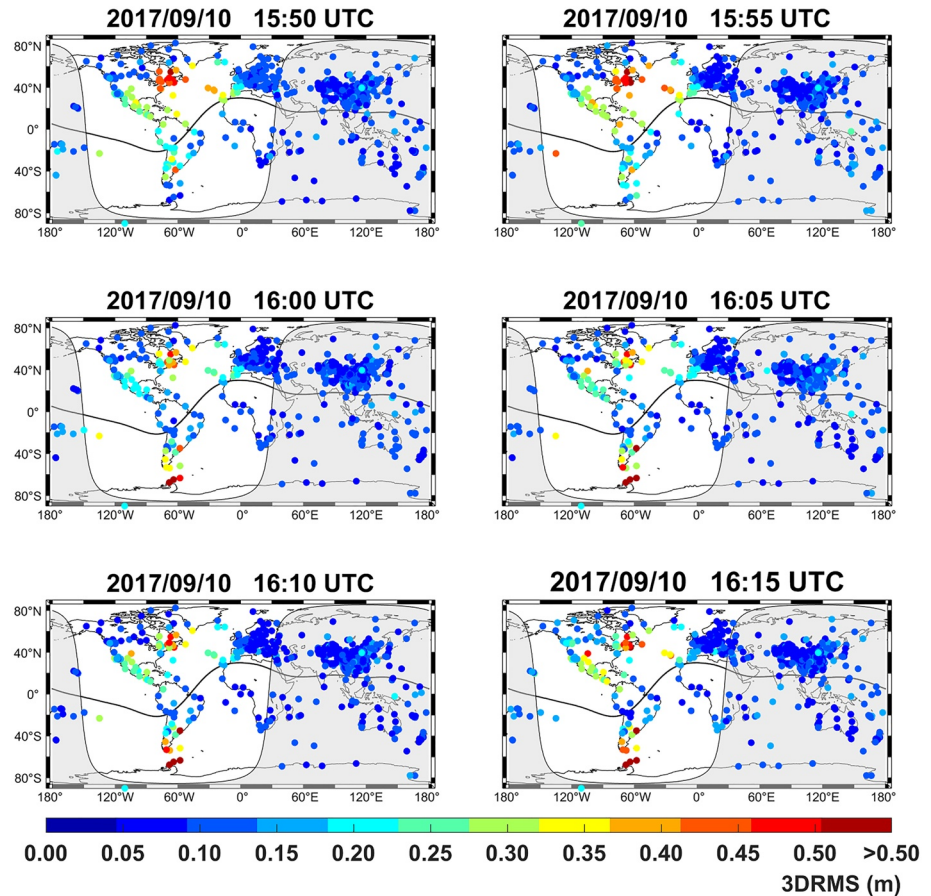 2017/09/10 15:50 UTC
2017/09/10 15:55 UTC
80°N
40°N
0°
40°S
80°S
180° 120°W 60°W 0° 60°E 120°E 180°
80°N
40°N
0°
40°S
80°S
180° 120°W 60°W 0° 60°E 120°E 180°
2017/09/10 16:00 UTC
2017/09/10 16:05 UTC
80°N
40°N
0°
40°S
80°S
180° 120°W 60°W 0° 60°E 120°E 180°
80°N
40°N
0°
40°S
80°S
180° 120°W 60°W 0° 60°E 120°E 180°
2017/09/10 16:10 UTC
2017/09/10 16:15 UTC
80°N
40°N
0°
40°S
80°S
180° 120°W 60°W 0° 60°E 120°E 180°
80°N
40°N
0°
40°S
80°S
180° 120°W 60°W 0° 60°E 120°E 180°
0.00 0.05 0.10 0.15 0.20 0.25 0.30 0.35 0.40 0.45 0.50 >0.50
3DRMS (m)